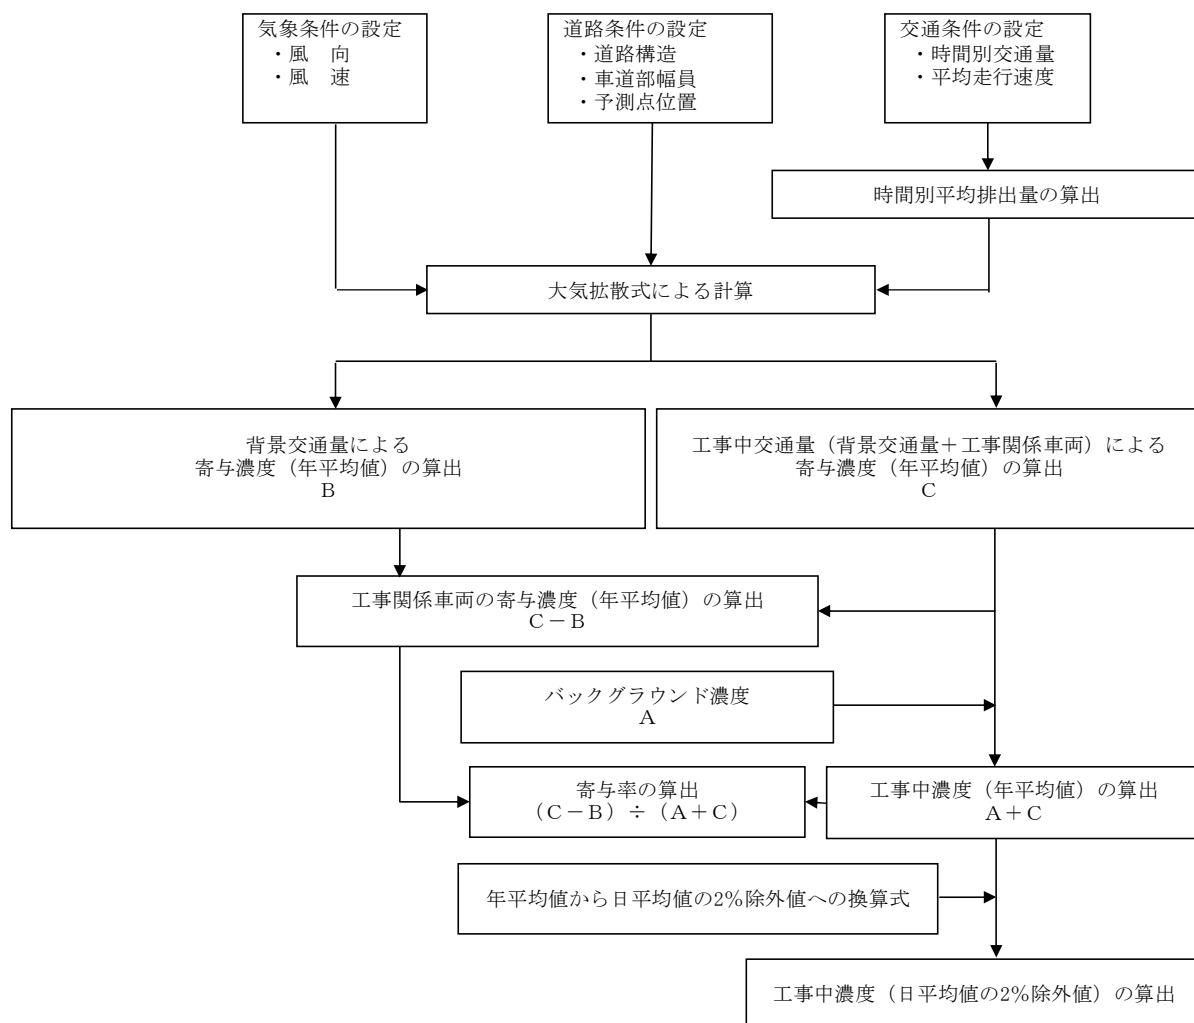 気象条件の設定
・風　向
・風　速
道路条件の設定
・道路構造
・車道部幅員
・予測点位置
交通条件の設定
・時間別交通量
・平均走行速度
時間別平均排出量の算出
大気拡散式による計算
背景交通量による
寄与濃度（年平均値）の算出
B
工事中交通量（背景交通量＋工事関係車両）による
寄与濃度（年平均値）の算出
C
工事関係車両の寄与濃度（年平均値）の算出
C－B
バックグラウンド濃度
A
寄与率の算出
（C－B）÷（A＋C）
工事中濃度（年平均値）の算出
A＋C
年平均値から日平均値の2％除外値への換算式
工事中濃度（日平均値の2％除外値）の算出